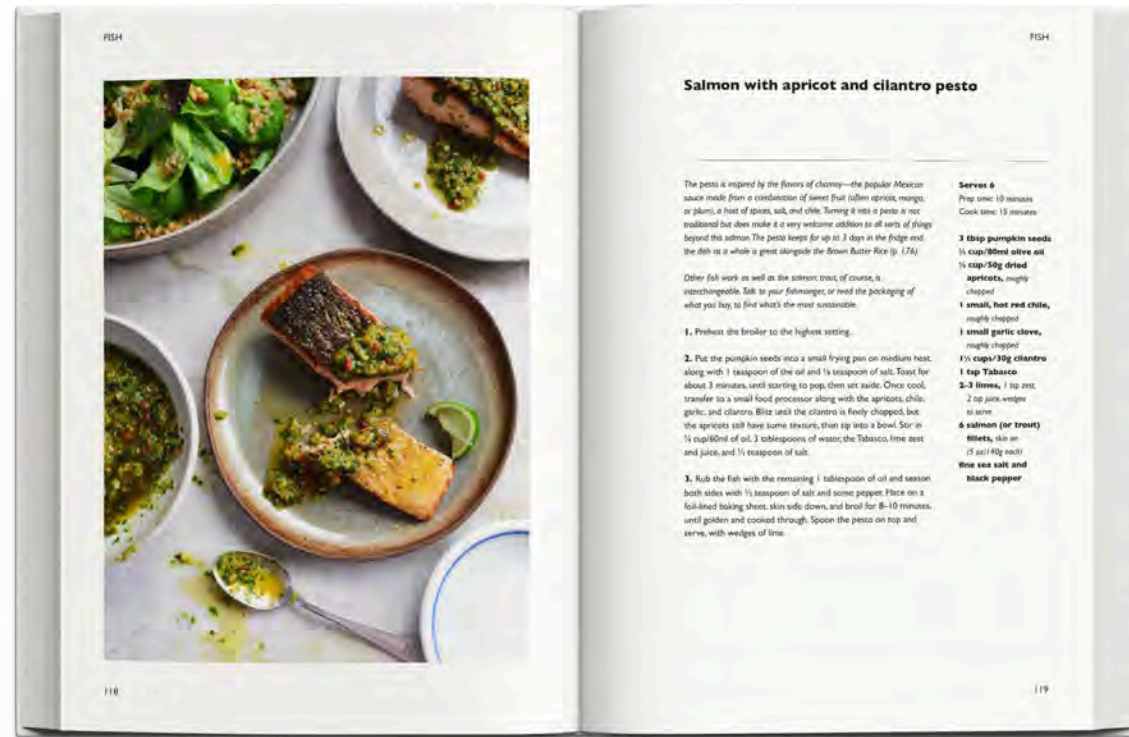 FISH
118
FISH
Salmon with apricot and cilantro pesto
The pesto is inspired by the flavors of chamoy—the popular Mexican
sauce made from a combination of sweet fruit (often apricot, mango,
or plum), a host of spices, salt, and chile. Turning it into a pesto is not
traditional but does make it a very welcome addition to all sorts of things
beyond this salmon. The pesto keeps for up to 3 days in the fridge and
the dish as a whole is great alongside the Brown Butter Rice (p. 176).
Other fish work as well as the salmon: trout, of course, is
interchangeable. Talk to your fishmonger, or read the packaging of
what you buy, to find what's the most sustainable.
1. Preheat the broiler to the highest setting.
2. Put the pumpkin seeds into a small frying pan on medium heat,
along with 1 teaspoon of the oil and ⅛ teaspoon of salt. Toast for
about 3 minutes, until starting to pop, then set aside. Once cool,
transfer to a small food processor along with the apricots, chile,
garlic, and cilantro. Blitz until the cilantro is finely chopped, but
the apricots still have some texture, then tip into a bowl. Stir in
¼ cup/60ml of oil, 3 tablespoons of water, the Tabasco, lime zest
and juice, and teaspoon of salt.
3. Rub the fish with the remaining 1 tablespoon of oil and season
both sides with teaspoon of salt and some pepper. Place on a
foil-lined baking sheet, skin side down, and broil for 8–10 minutes,
until golden and cooked through. Spoon the pesto on top and
serve, with wedges of lime.
Serves 6
Prep time: 10 minutes
Cook time: 15 minutes
3 tbsp pumpkin seeds
⅓ cup/80ml olive oil
cup/50g dried
apricots, roughly
chopped
1 small, hot red chile,
roughly chopped
1 small garlic clove,
roughly chopped
1½ cups/30g cilantro
1 tsp Tabasco
2–3 limes, 1 tsp zest,
2 tsp juice, wedges
to serve
6 salmon (or trout)
fillets, skin on
(5 oz/140g each)
fine sea salt and
black pepper
119